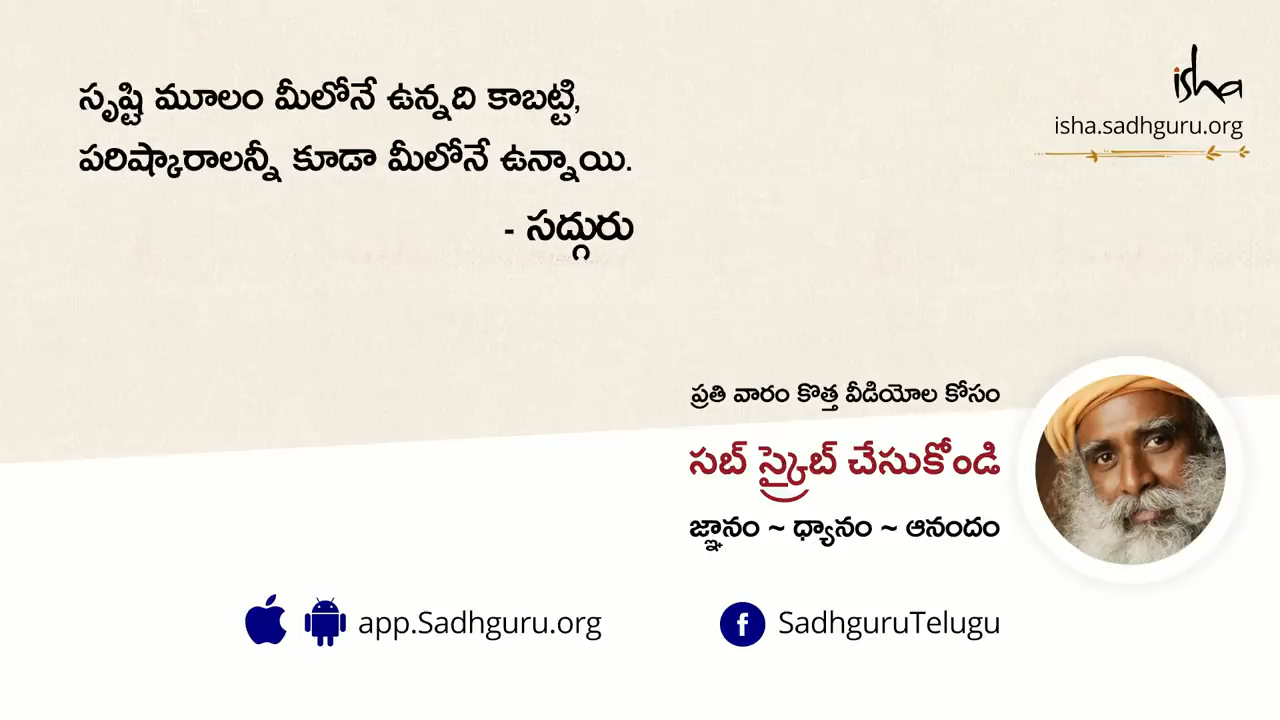 సృష్టి మూలం మీలోనే ఉన్నది కాబట్టి,
పరిష్కారాలన్నీ కూడా మీలోనే ఉన్నాయి.
- సద్గురు
isha
isha.sadhguru.org
ప్రతి వారం కొత్త వీడియోల కోసం
సబ్ స్క్రైబ్ చేసుకోండి
జ్ఞానం ~ ధ్యానం ~ ఆనందం
app.Sadhguru.org
SadhguruTelugu